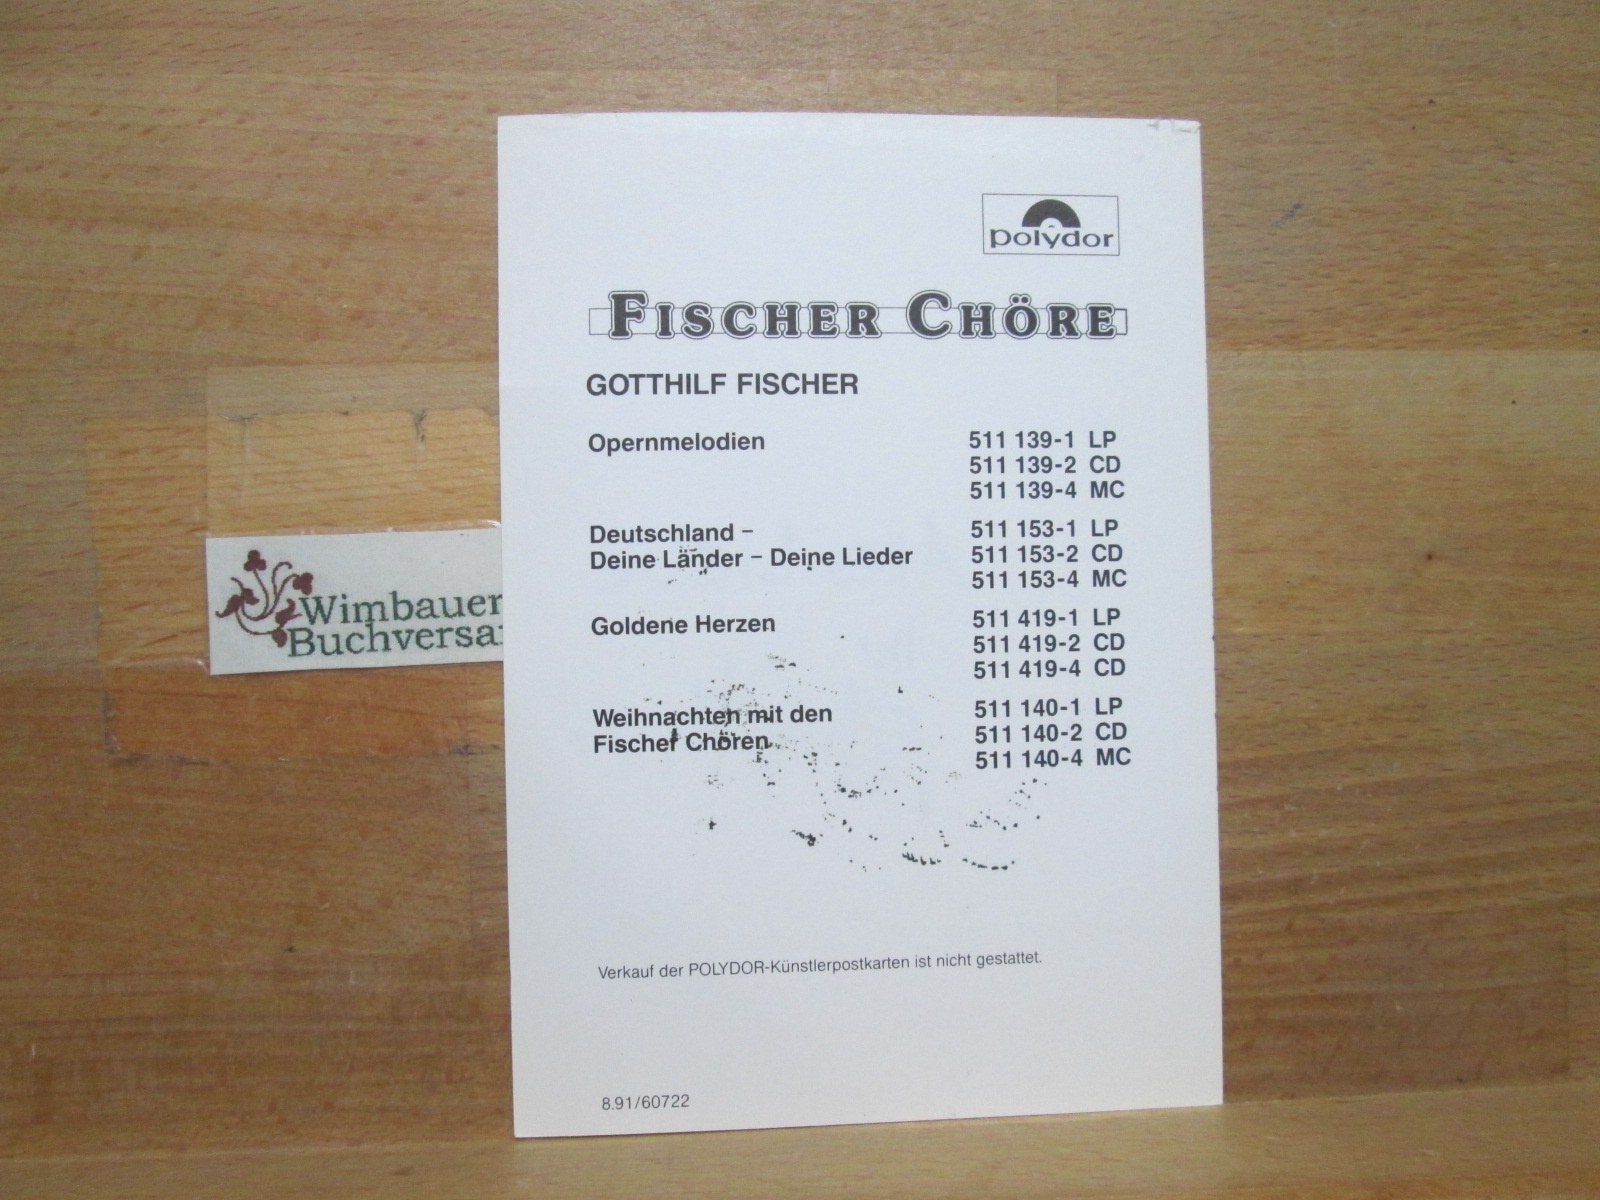 polydor
FISCHER CHÖRE
GOTTHILF FISCHER
Opernmelodien 511 139-1 LP
511 139-2 CD
511 139-4 MC
Deutschland – 511 153-1 LP
Deine Länder – Deine Lieder 511 153-2 CD
511 153-4 MC
Goldene Herzen 511 419-1 LP
511 419-2 CD
511 419-4 CD
Weihnachten mit den 511 140-1 LP
Fischer Chören 511 140-2 CD
511 140-4 MC
Verkauf der POLYDOR-Künstlerpostkarten ist nicht gestattet.
8.91/60722
Wimbauer
Buchversa